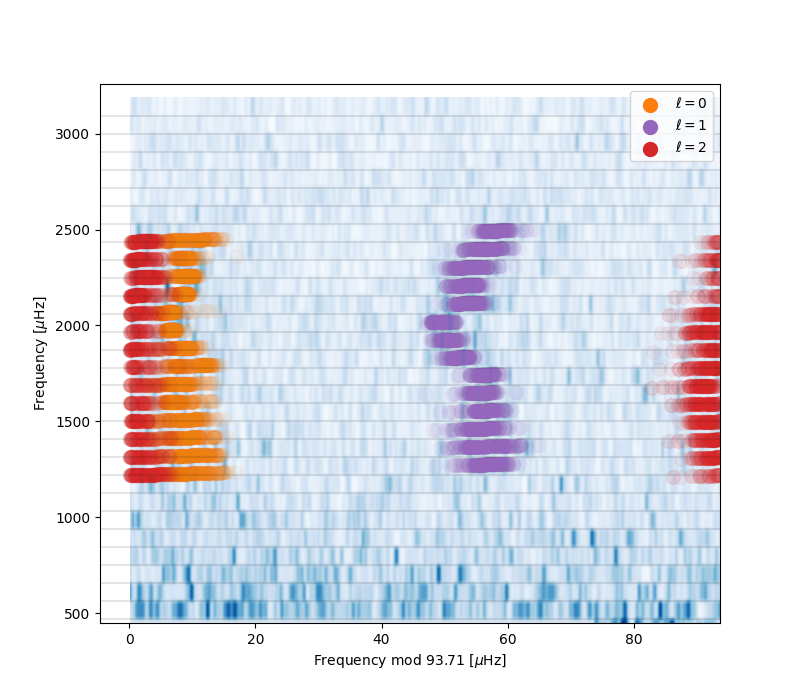 ℓ = 0
ℓ = 1
ℓ = 2
3000
2500
2000
1500
1000
500
Frequency [μHz]
0 20 40 60 80
Frequency mod 93.71 [μHz]